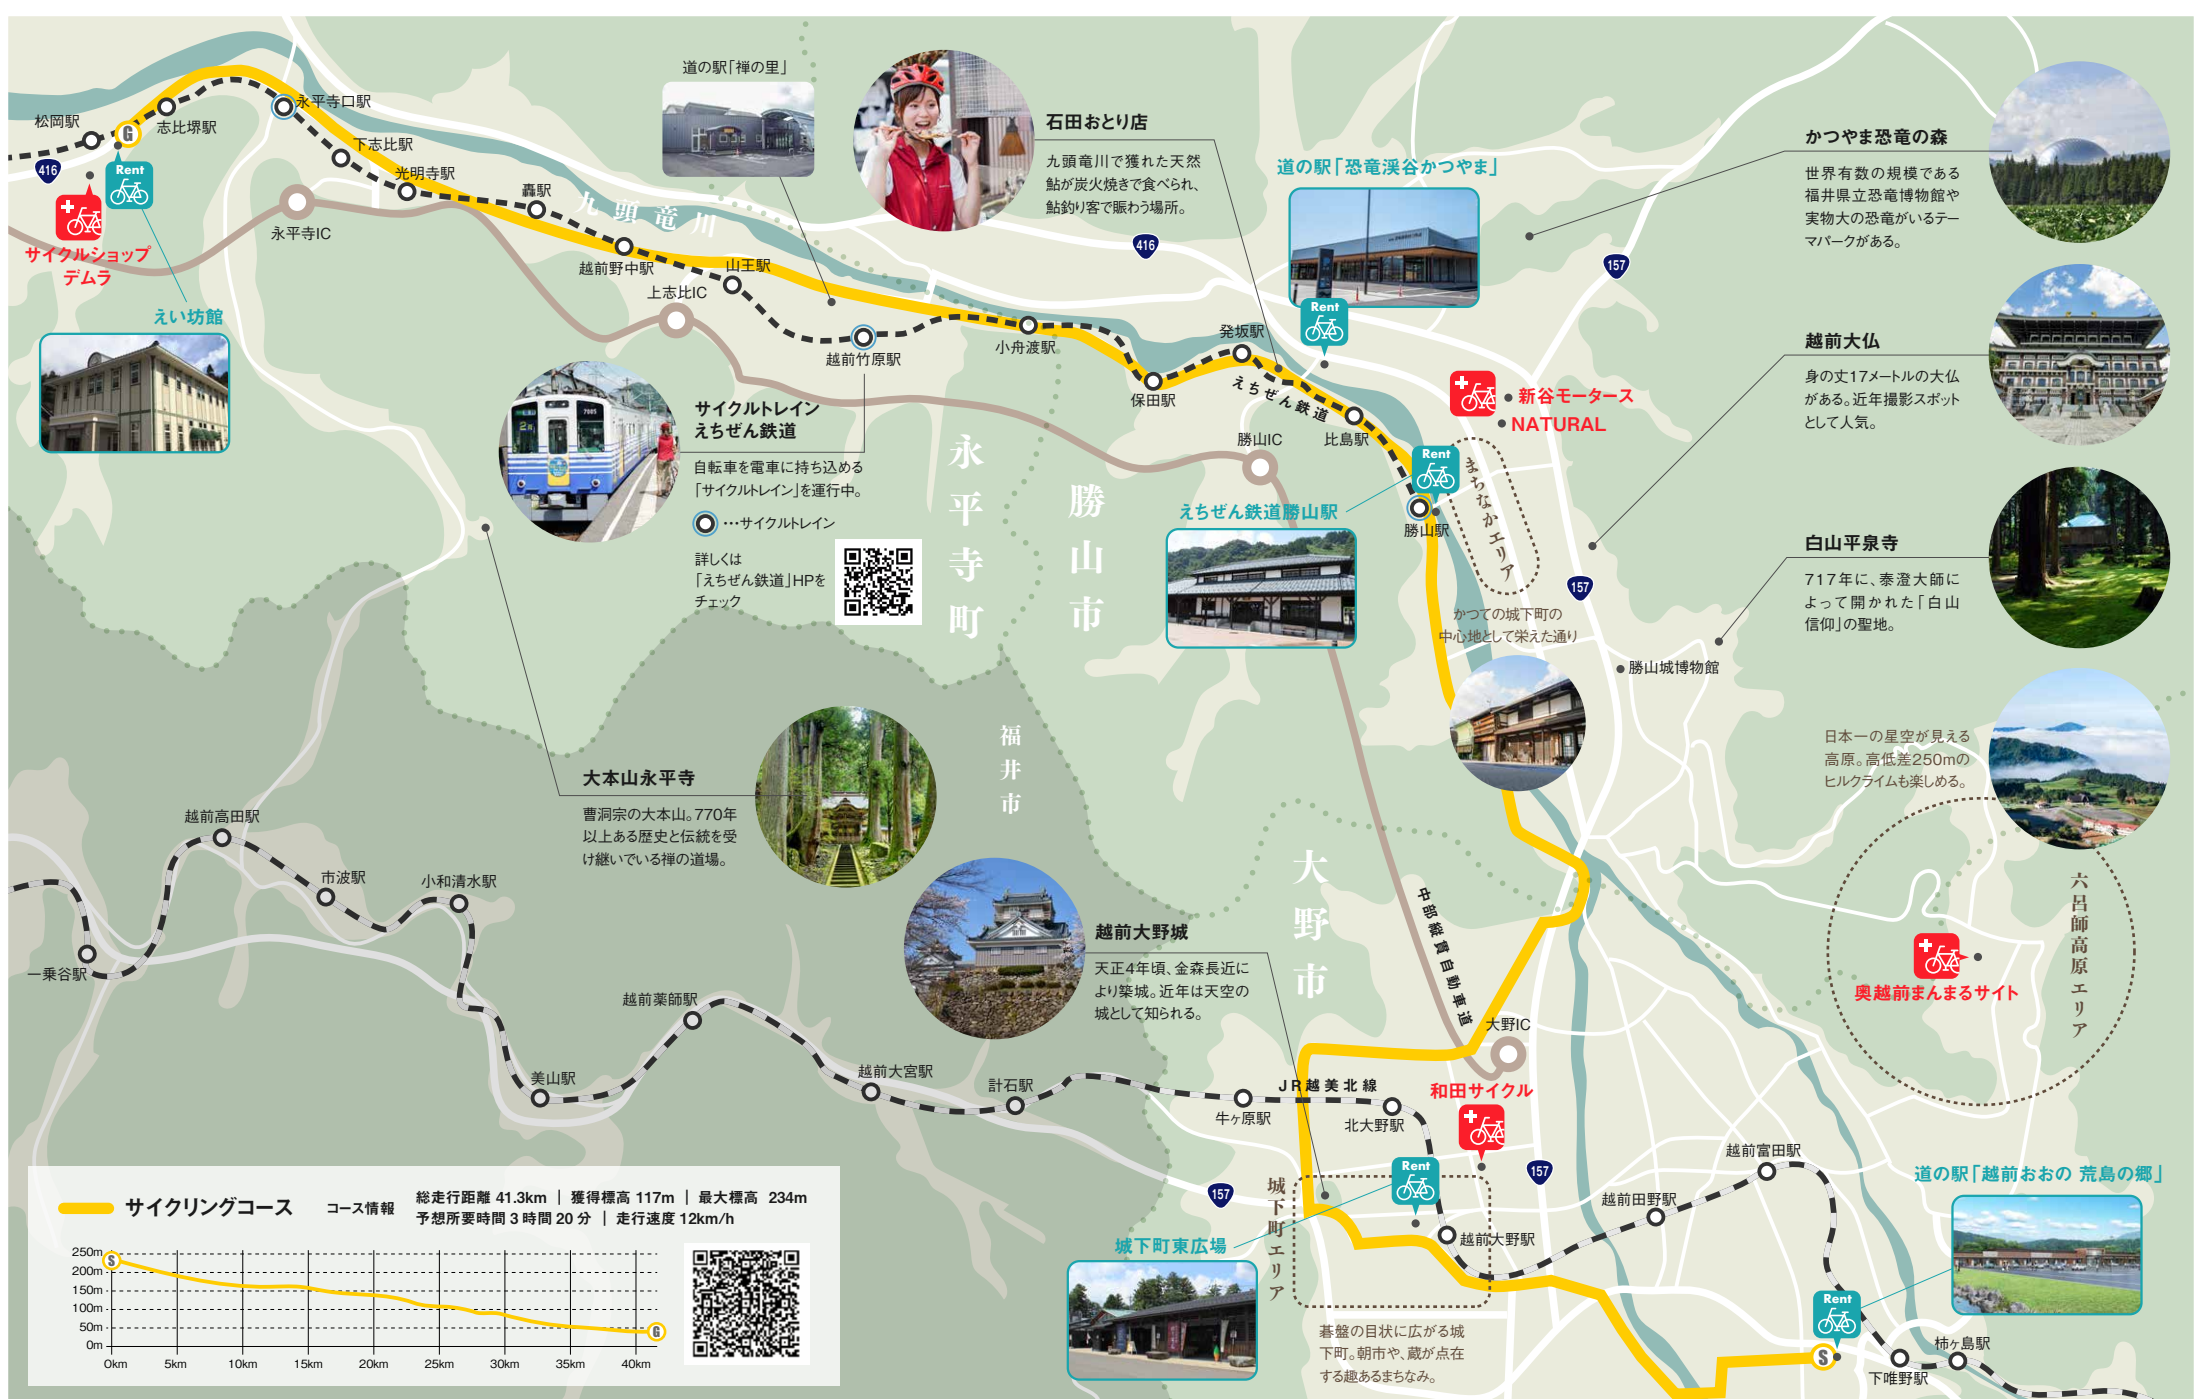 松岡駅
G
志比堺駅
永平寺口駅
下志比駅
光明寺駅
416
Rent
サイクルショップ
デムラ
えい坊館
永平寺IC
轟駅
越前野中駅
九頭竜川
山王駅
上志比IC
越前竹原駅
道の駅「禅の里」
小舟渡駅
保田駅
発坂駅
えちぜん鉄道
比島駅
勝山IC
勝山駅
石田おとり店
九頭竜川で獲れた天然
鮎が炭火焼きで食べられ、
鮎釣り客で賑わう場所。
416
道の駅「恐竜渓谷かつやま」
Rent
157
かつやま恐竜の森
世界有数の規模である
福井県立恐竜博物館や
実物大の恐竜がいるテー
マパークがある。
越前大仏
身の丈17メートルの大仏
がある。近年撮影スポット
として人気。
白山平泉寺
717年に、泰澄大師に
よって開かれた「白山
信仰」の聖地。
新谷モータース
NATURAL
Rent
えちぜん鉄道勝山駅
まちなかエリア
かつての城下町の
中心地として栄えた通り
157
勝山城博物館
日本一の星空が見える
高原。高低差250mの
ヒルクライムも楽しめる。
六呂師高原エリア
奥越前まんまるサイト
サイクルトレイン
えちぜん鉄道
自転車を電車に持ち込める
「サイクルトレイン」を運行中。
…サイクルトレイン
詳しくは
「えちぜん鉄道」HPを
チェック
永平寺町
勝山市
福井市
大野市
大本山永平寺
曹洞宗の大本山。770年
以上ある歴史と伝統を受
け継いでいる禅の道場。
越前大野城
天正4年頃、金森長近に
より築城。近年は天空の
城として知られる。
中部縦貫自動車道
大野IC
一乗谷駅
越前高田駅
市波駅
小和清水駅
美山駅
越前薬師駅
越前大宮駅
計石駅
牛ヶ原駅
JR越美北線
北大野駅
和田サイクル
157
157
Rent
城下町エリア
城下町東広場
越前大野駅
碁盤の目状に広がる城
下町。朝市や、蔵が点在
する趣あるまちなみ。
越前田野駅
越前富田駅
道の駅「越前おおの 荒島の郷」
Rent
S
下唯野駅
柿ヶ島駅
サイクリングコース
コース情報
総走行距離 41.3km | 獲得標高 117m | 最大標高 234m
予想所要時間 3 時間 20 分 | 走行速度 12km/h
250m
200m
150m
100m
50m
0m
S
G
0km 5km 10km 15km 20km 25km 30km 35km 40km